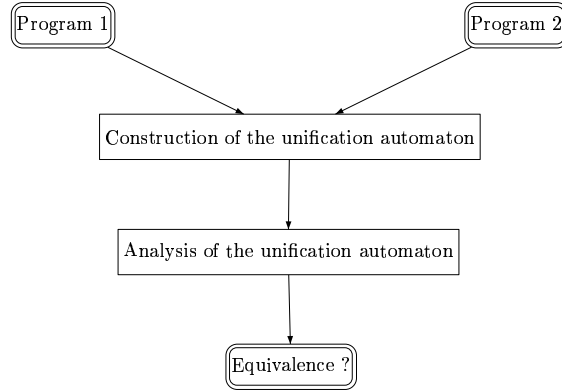 Program 1
Program 2
Construction of the unification automaton
Analysis of the unification automaton
Equivalence ?